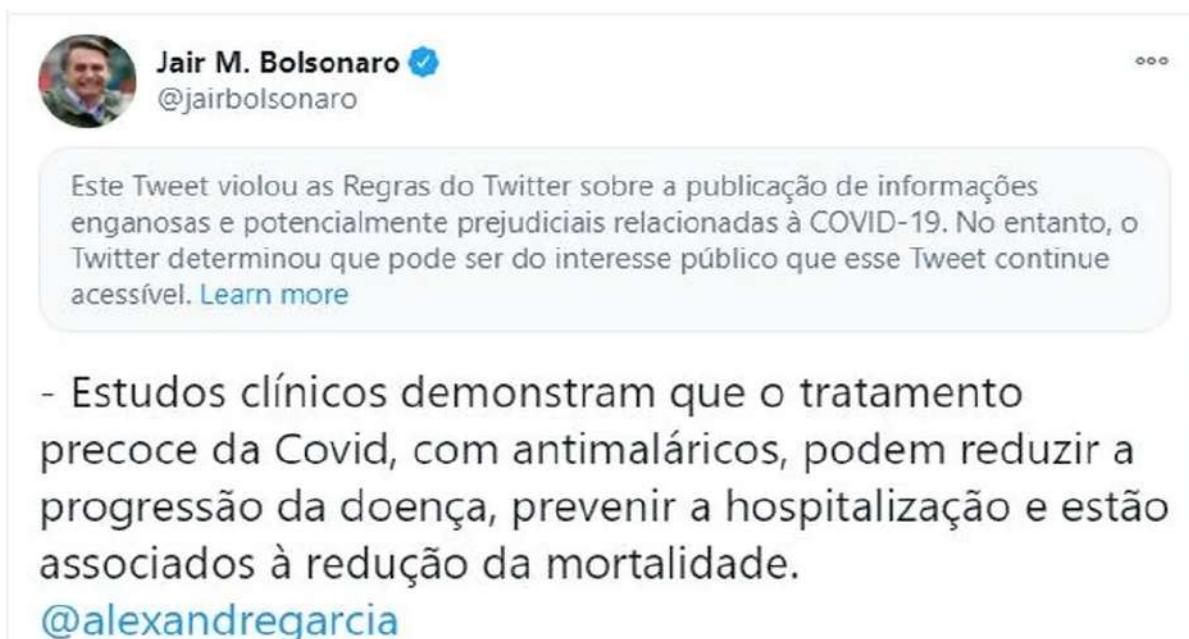 Jair M. Bolsonaro
@jairbolsonaro
Este Tweet violou as Regras do Twitter sobre a publicação de informações
enganosas e potencialmente prejudiciais relacionadas à COVID-19. No entanto, o
Twitter determinou que pode ser do interesse público que esse Tweet continue
acessível. Learn more
- Estudos clínicos demonstram que o tratamento
precoce da Covid, com antimaláricos, podem reduzir a
progressão da doença, prevenir a hospitalização e estão
associados à redução da mortalidade.
@alexandregarcia